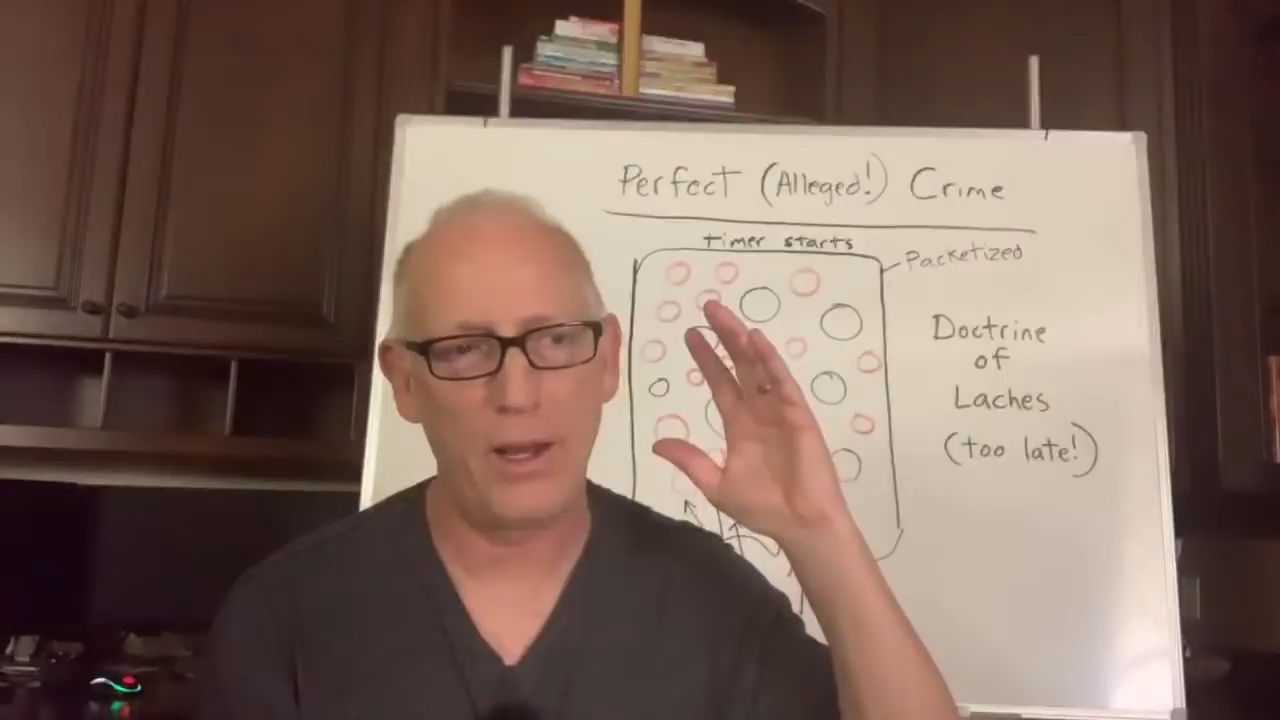 Perfect (Alleged!) Crime
timer starts
Packetized
Doctrine
of
Laches
(too late!)